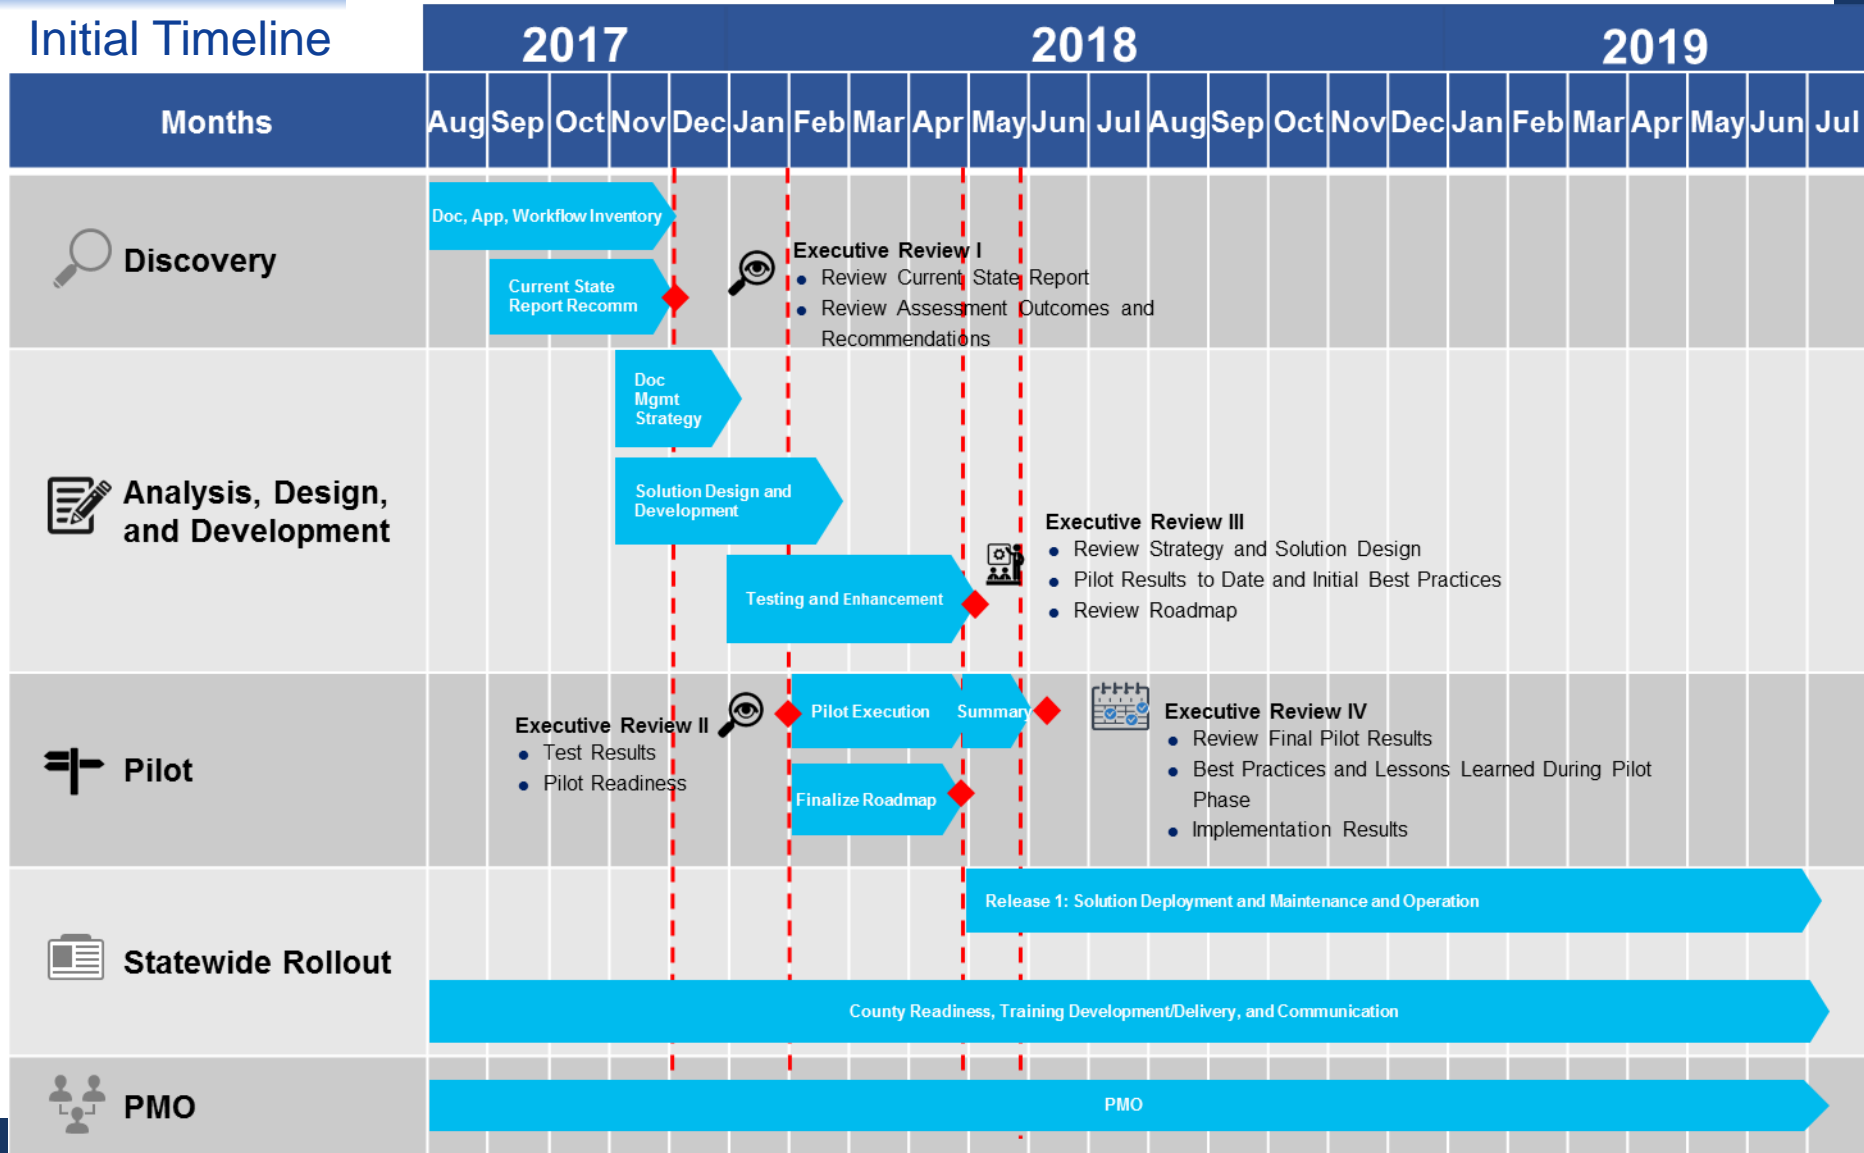 Initial Timeline
2017
2018
2019
Months
Aug Sep Oct Nov Dec Jan Feb Mar Apr May Jun Jul Aug Sep Oct Nov Dec Jan Feb Mar Apr May Jun Jul
Discovery
Doc, App, Workflow Inventory
Current State
Report Recomm
Executive Review I
Review Current State Report
Review Assessment Outcomes and
Recommendations
Analysis, Design,
and Development
Doc
Mgmt
Strategy
Solution Design and
Development
Testing and Enhancement
Executive Review III
Review Strategy and Solution Design
Pilot Results to Date and Initial Best Practices
Review Roadmap
Pilot
Executive Review II
Test Results
Pilot Readiness
Pilot Execution
Summary
Finalize Roadmap
Executive Review IV
Review Final Pilot Results
Best Practices and Lessons Learned During Pilot
Phase
Implementation Results
Statewide Rollout
Release 1: Solution Deployment and Maintenance and Operation
County Readiness, Training Development/Delivery, and Communication
PMO
PMO